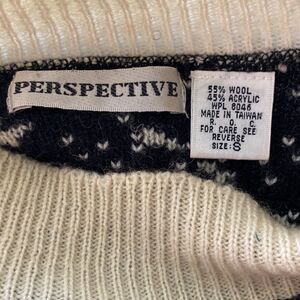 PERSPECTIVE
55% WOOL
45% ACRYLIC
WPL 8046
MADE IN TAIWAN
R. O. C.
FOR CARE SEE
REVERSE
SIZE: S